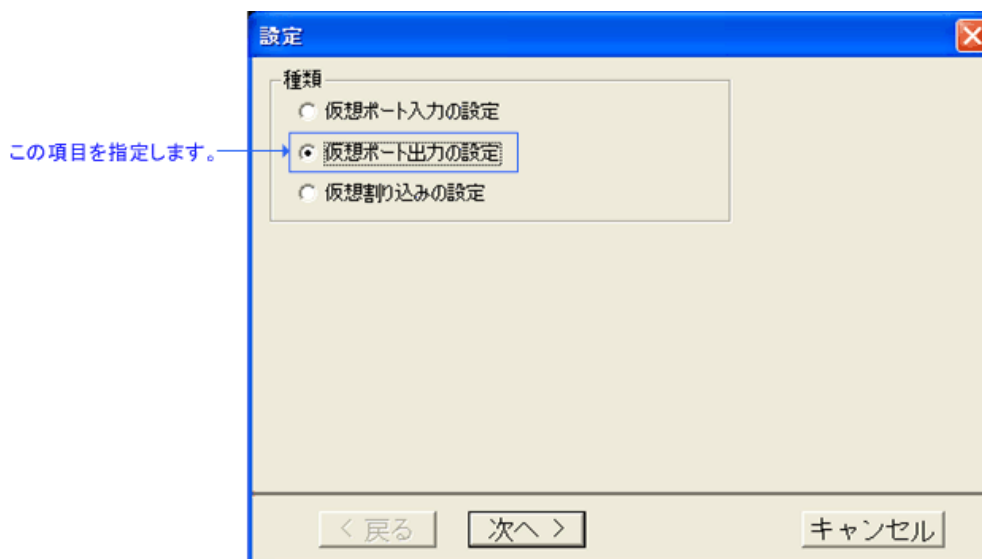 設定
種類
仮想ポート入力の設定
この項目を指定します。
仮想ポート出力の設定
仮想割り込みの設定
< 戻る
次へ >
キャンセル